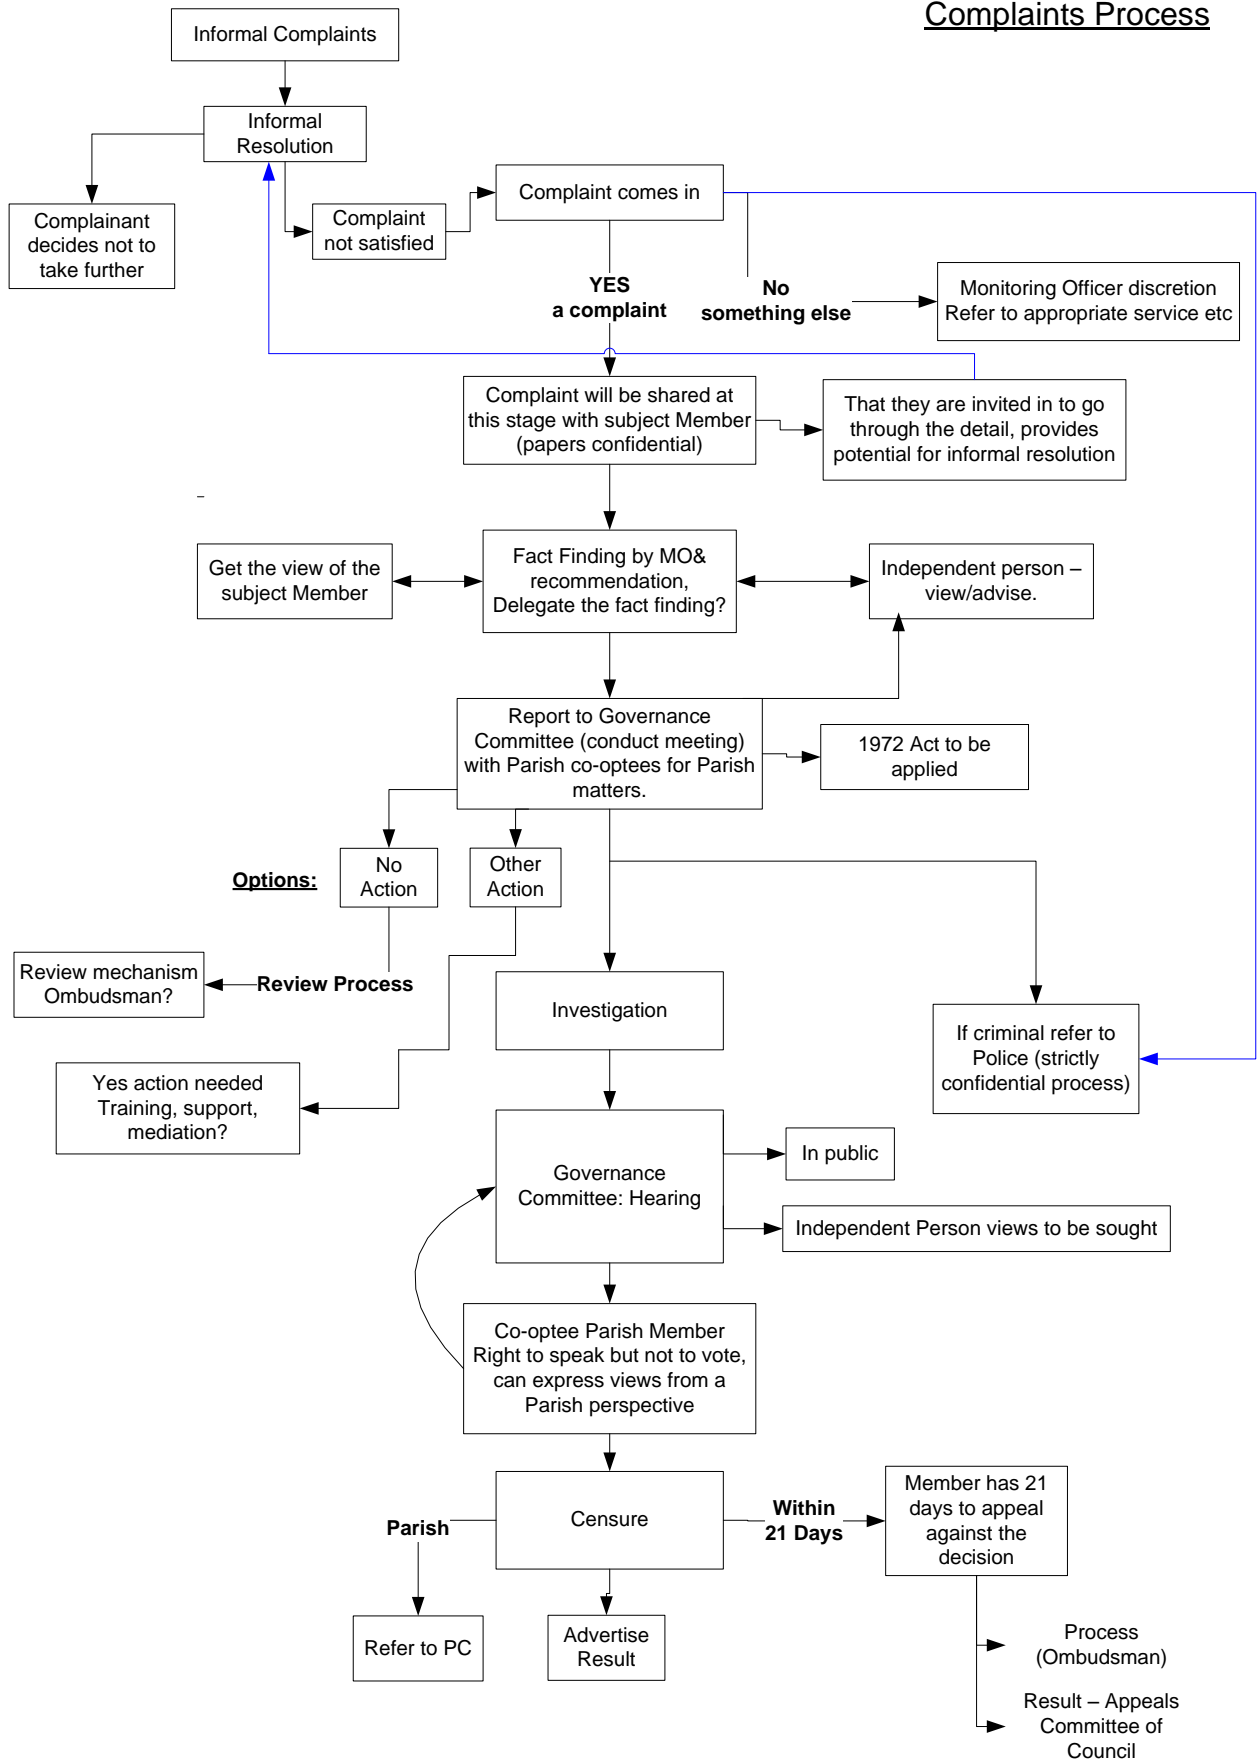 Complaints Process
Informal Complaints
Informal
Resolution
Complainant
decides not to
take further
Complaint
not satisfied
Complaint comes in
YES
a complaint
No
something else
Monitoring Officer discretion
Refer to appropriate service etc
Complaint will be shared at
this stage with subject Member
(papers confidential)
That they are invited in to go
through the detail, provides
potential for informal resolution
Get the view of the
subject Member
Fact Finding by MO&
recommendation,
Delegate the fact finding?
Independent person –
view/advise.
Report to Governance
Committee (conduct meeting)
with Parish co-optees for Parish
matters.
1972 Act to be
applied
Options:
No
Action
Other
Action
Review mechanism
Ombudsman?
Review Process
Investigation
If criminal refer to
Police (strictly
confidential process)
Yes action needed
Training, support,
mediation?
Governance
Committee: Hearing
In public
Independent Person views to be sought
Co-optee Parish Member
Right to speak but not to vote,
can express views from a
Parish perspective
Parish
Censure
Within
21 Days
Member has 21
days to appeal
against the
decision
Refer to PC
Advertise
Result
Process
(Ombudsman)
Result – Appeals
Committee of
Council